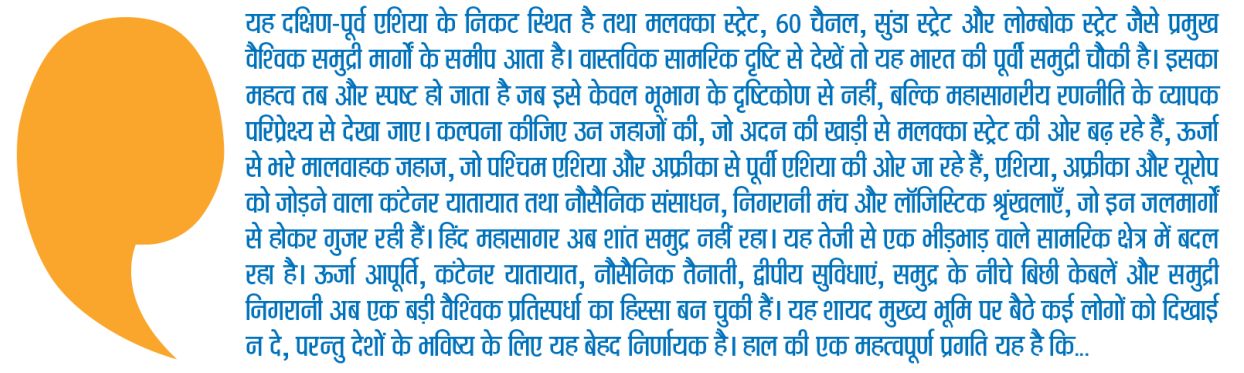 यह दक्षिण-पूर्व एशिया के निकट स्थित है तथा मलक्का स्ट्रेट, 60 चैनल, सुंडा स्ट्रेट और लोम्बोक स्ट्रेट जैसे प्रमुख
वैश्विक समुद्री मार्गों के समीप आता है। वास्तविक सामरिक दृष्टि से देखें तो यह भारत की पूर्वी समुद्री चौकी है। इसका
महत्व तब और स्पष्ट हो जाता है जब इसे केवल भूभाग के दृष्टिकोण से नहीं, बल्कि महासागरीय रणनीति के व्यापक
परिप्रेक्ष्य से देखा जाए। कल्पना कीजिए उन जहाजों की, जो अदन की खाड़ी से मलक्का स्ट्रेट की ओर बढ़ रहे हैं, ऊर्जा
से भरे मालवाहक जहाज, जो पश्चिम एशिया और अफ्रीका से पूर्वी एशिया की ओर जा रहे हैं, एशिया, अफ्रीका और यूरोप
को जोड़ने वाला कंटेनर यातायात तथा नौसैनिक संसाधन, निगरानी मंच और लॉजिस्टिक श्रृंखलाएँ, जो इन जलमार्गों
से होकर गुजर रही हैं। हिंद महासागर अब शांत समुद्र नहीं रहा। यह तेजी से एक भीड़भाड़ वाले सामरिक क्षेत्र में बदल
रहा है। ऊर्जा आपूर्ति, कंटेनर यातायात, नौसैनिक तैनाती, द्वीपीय सुविधाएं, समुद्र के नीचे बिछी केबलें और समुद्री
निगरानी अब एक बड़ी वैश्विक प्रतिस्पर्धा का हिस्सा बन चुकी हैं। यह शायद मुख्य भूमि पर बैठे कई लोगों को दिखाई
न दे, परन्तु देशों के भविष्य के लिए यह बेहद निर्णायक है। हाल की एक महत्वपूर्ण प्रगति यह है कि...